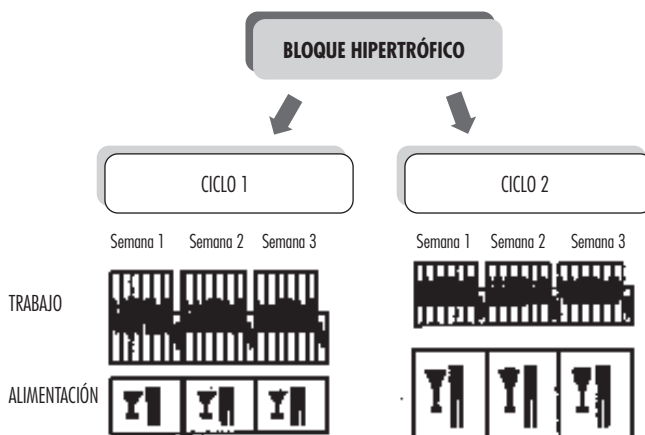 BLOQUE HIPERTRÓFICO
CICLO 1
CICLO 2
Semana 1 Semana 2 Semana 3
Semana 1 Semana 2 Semana 3
TRABAJO
ALIMENTACIÓN